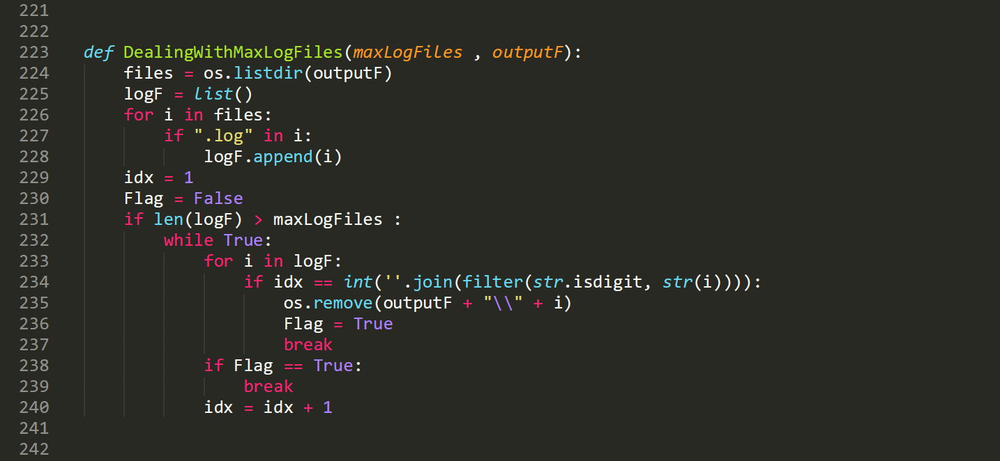 221
222
223 def DealingWithMaxLogFiles(maxLogFiles , outputF):
224     files = os.listdir(outputF)
225     logF = list()
226     for i in files:
227         if ".log" in i:
228             logF.append(i)
229     idx = 1
230     Flag = False
231     if len(logF) > maxLogFiles :
232         while True:
233             for i in logF:
234                 if idx == int(''.join(filter(str.isdigit, str(i)))):
235                     os.remove(outputF + "\\" + i)
236                     Flag = True
237                     break
238             if Flag == True:
239                 break
240             idx = idx + 1
241
242